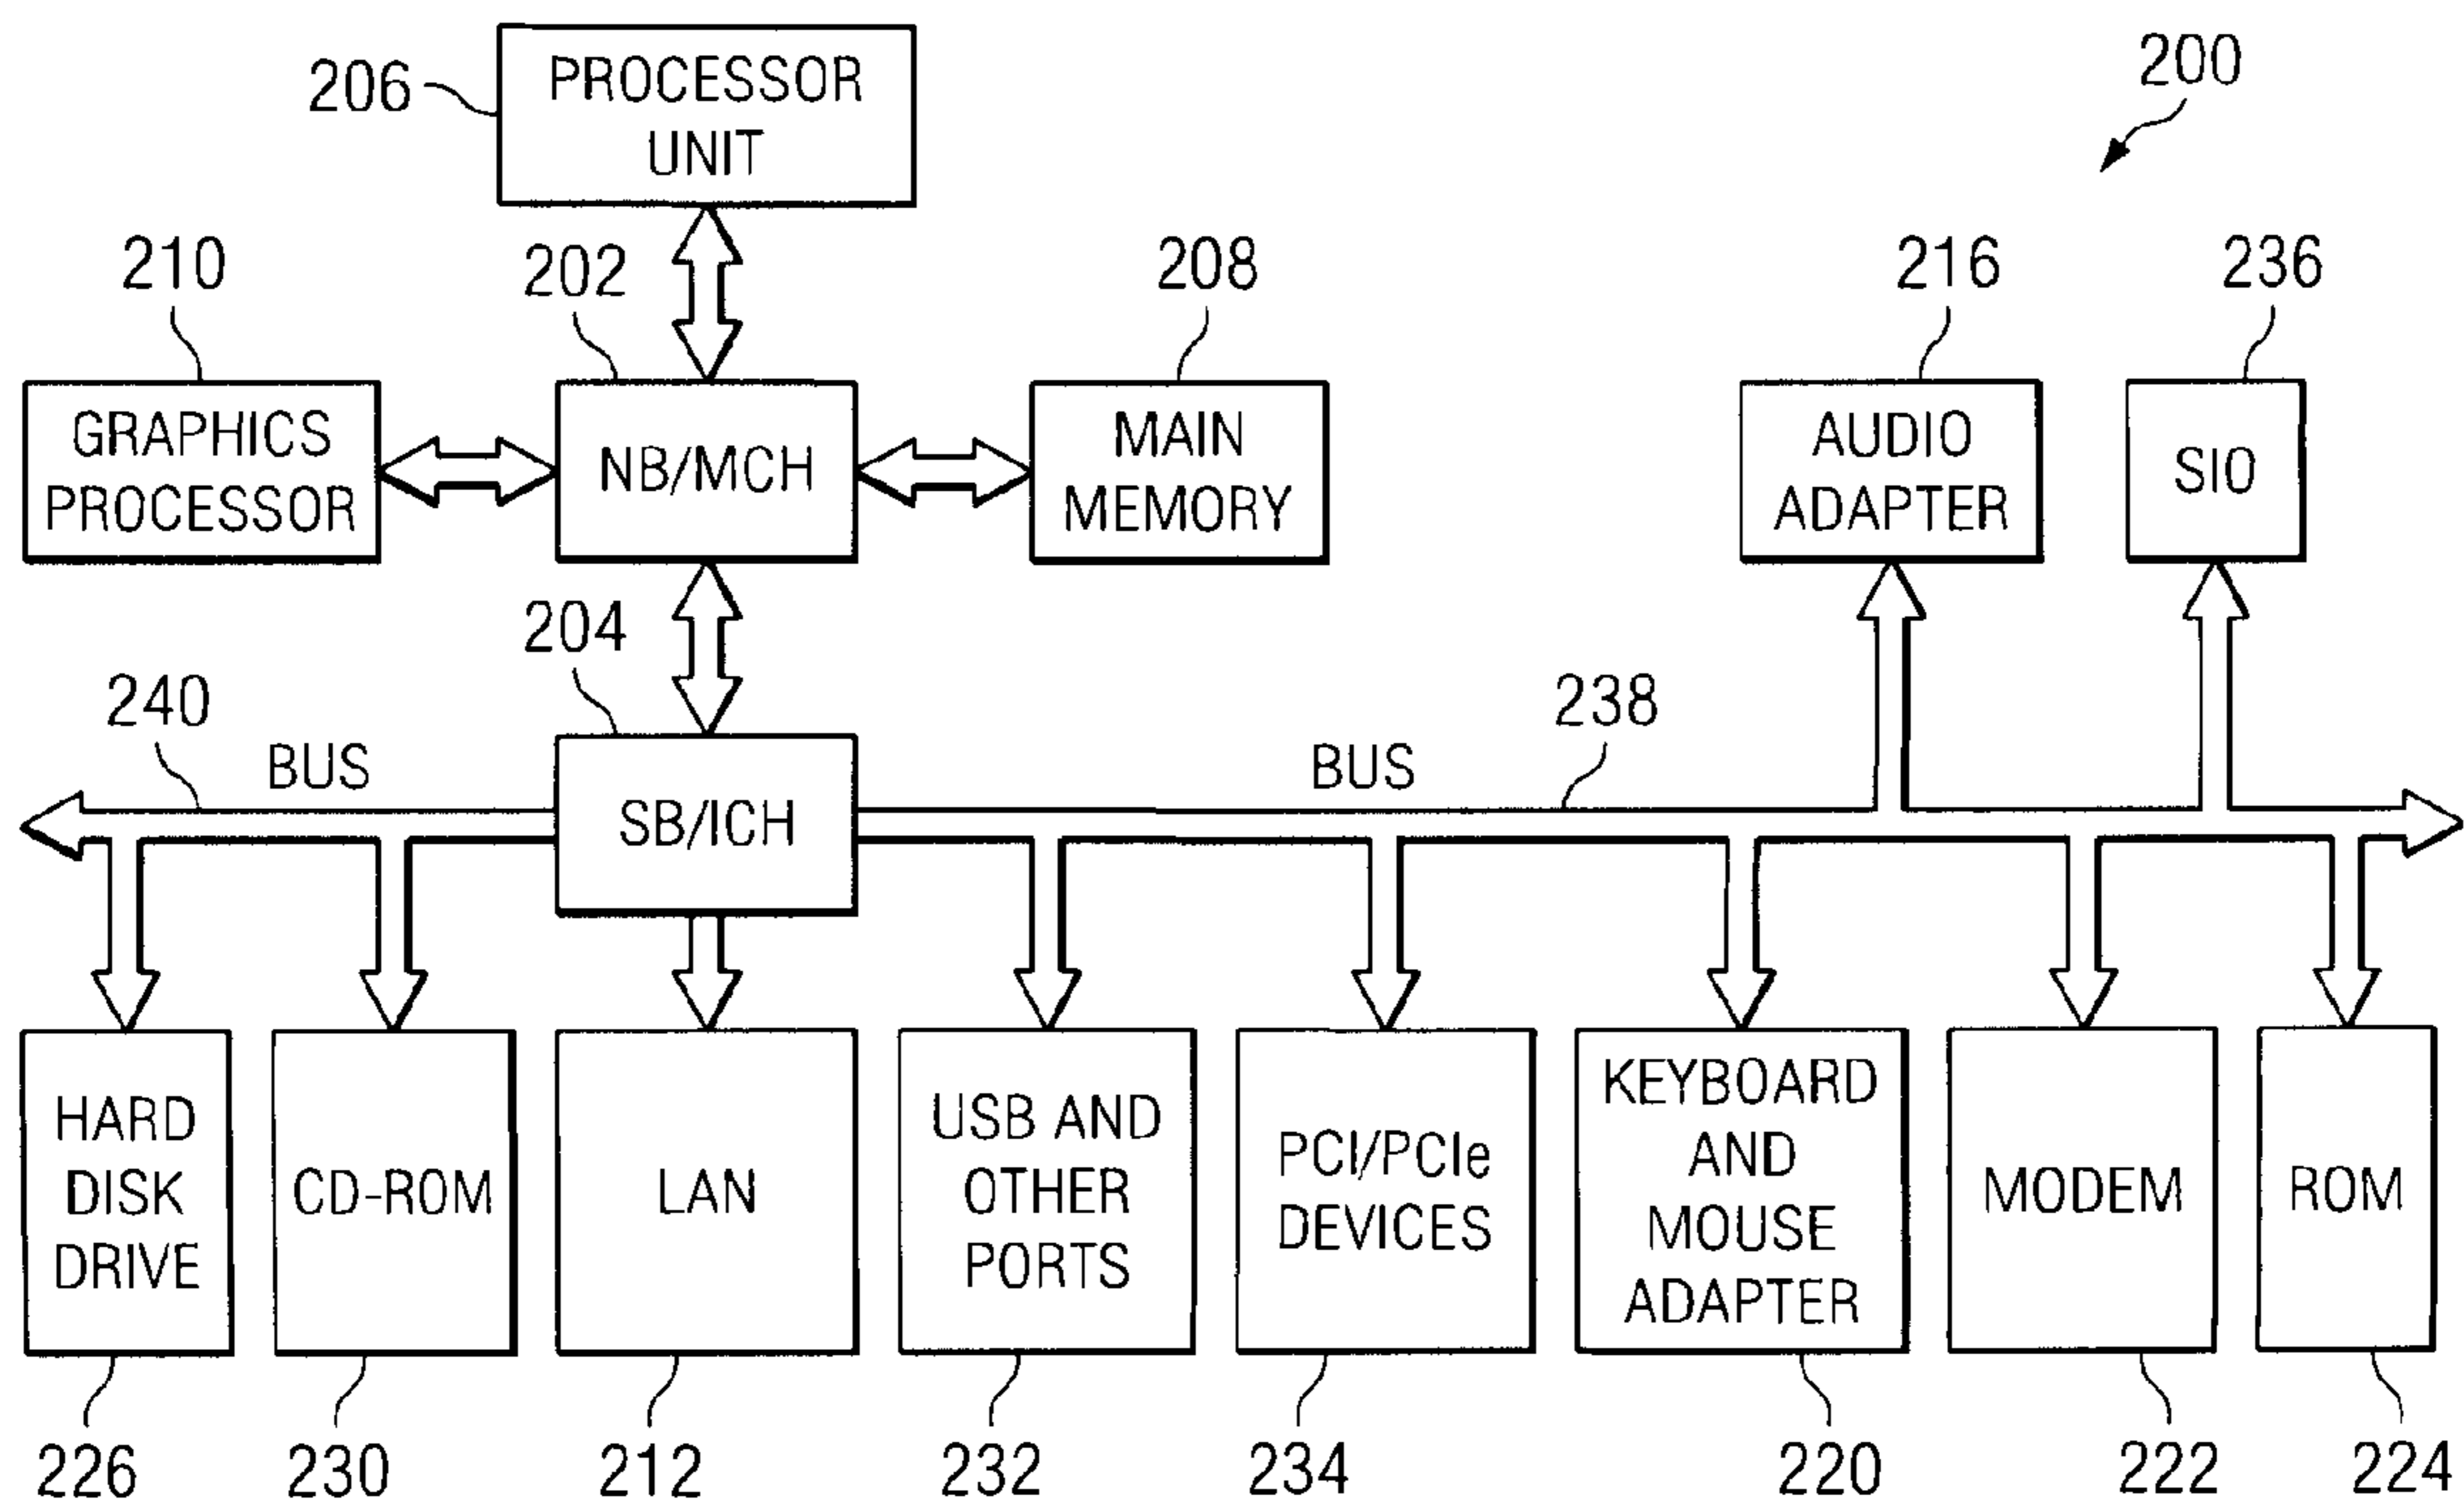 PROCESSOR
UNIT
206
200
210
202
208
216
236
GRAPHICS
PROCESSOR
NB/MCH
MAIN
MEMORY
AUDIO
ADAPTER
SIO
204
240
BUS
SB/ICH
BUS
238
HARD
DISK
DRIVE
CD-ROM
LAN
USB AND
OTHER
PORTS
PCI/PCIe
DEVICES
KEYBOARD
AND
MOUSE
ADAPTER
MODEM
ROM
226
230
212
232
234
220
222
224